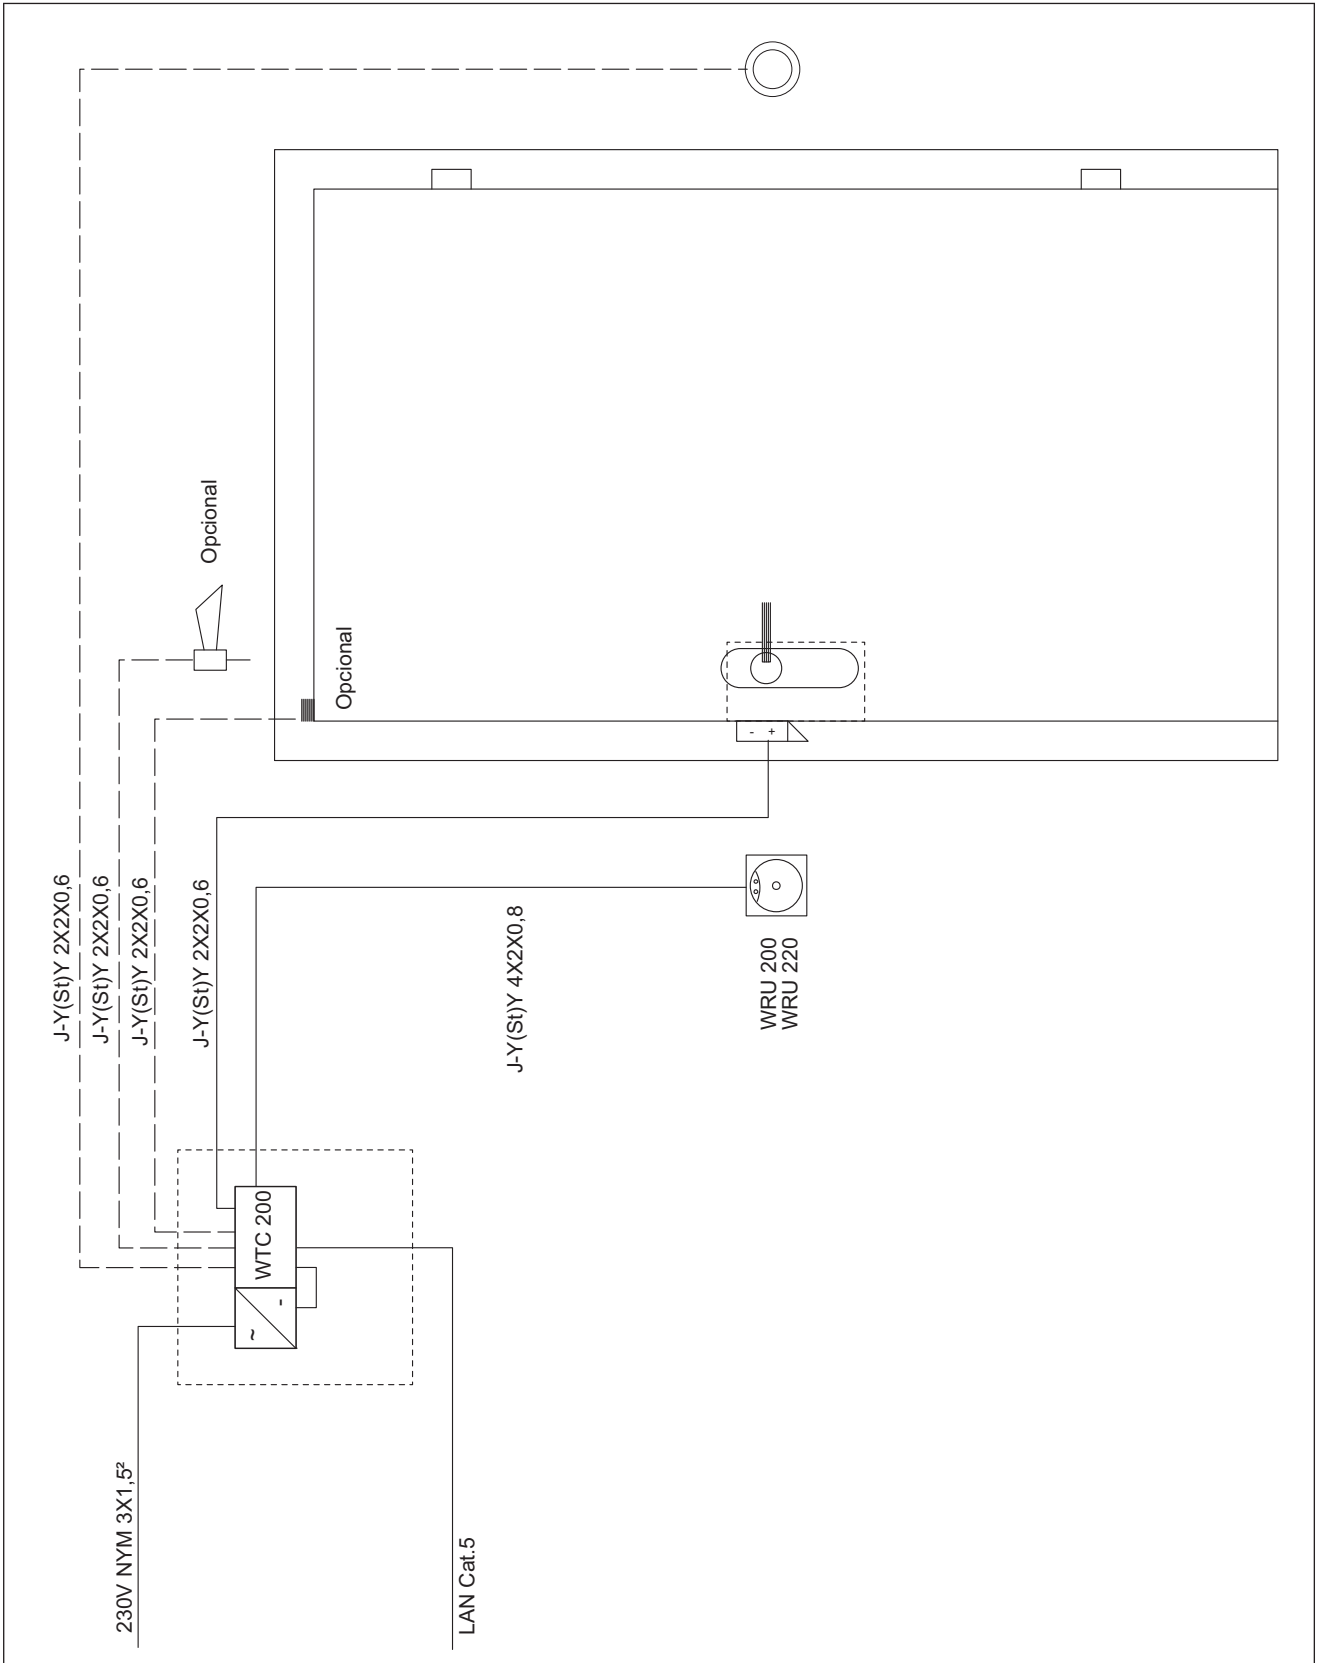 J-Y(St)Y 2X2X0,6
J-Y(St)Y 2X2X0,6
J-Y(St)Y 2X2X0,6
J-Y(St)Y 2X2X0,6
Opcional
Opcional
- +
J-Y(St)Y 4X2X0,8
WRU 200
WRU 220
WTC 200
~ -
230V NYM 3X1,5²
LAN Cat.5